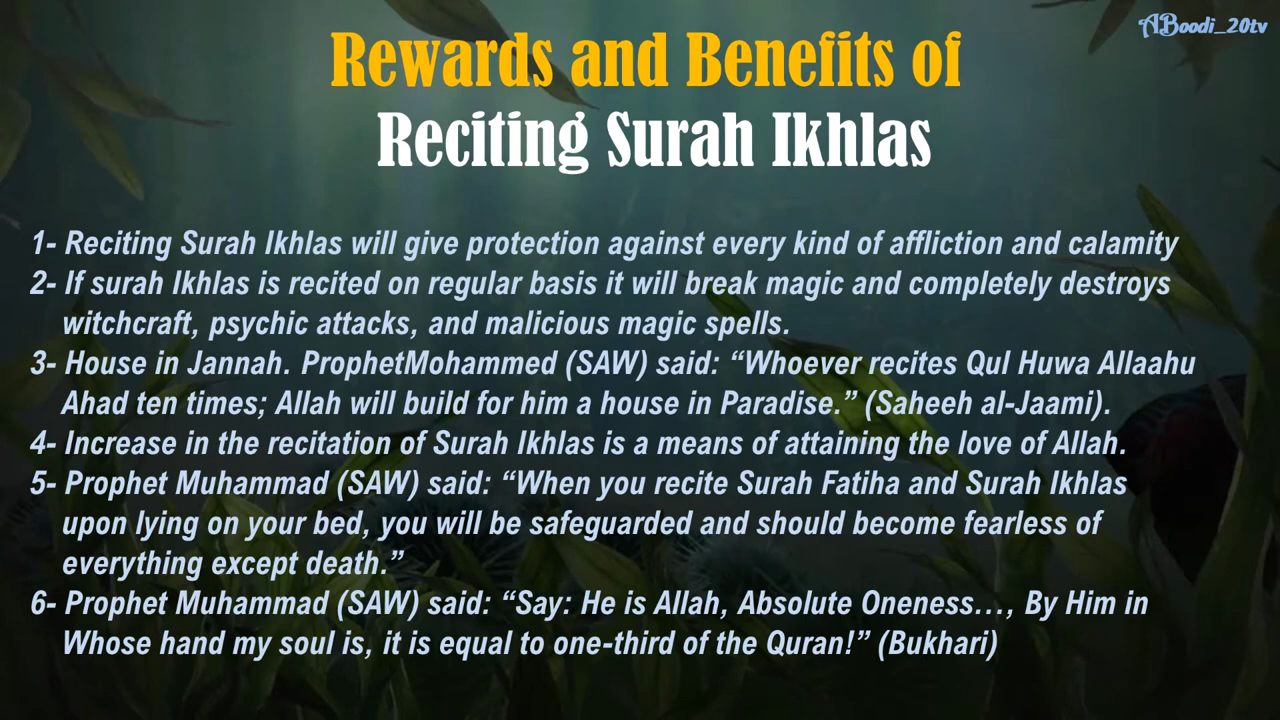 ABoodi_20tv
Rewards and Benefits of
Reciting Surah Ikhlas
1- Reciting Surah Ikhlas will give protection against every kind of affliction and calamity
2- If surah Ikhlas is recited on regular basis it will break magic and completely destroys
witchcraft, psychic attacks, and malicious magic spells.
3- House in Jannah. ProphetMohammed (SAW) said: “Whoever recites Qul Huwa Allaahu
Ahad ten times; Allah will build for him a house in Paradise.” (Saheeh al-Jaami).
4- Increase in the recitation of Surah Ikhlas is a means of attaining the love of Allah.
5- Prophet Muhammad (SAW) said: “When you recite Surah Fatiha and Surah Ikhlas
upon lying on your bed, you will be safeguarded and should become fearless of
everything except death.”
6- Prophet Muhammad (SAW) said: “Say: He is Allah, Absolute Oneness…, By Him in
Whose hand my soul is, it is equal to one-third of the Quran!” (Bukhari)